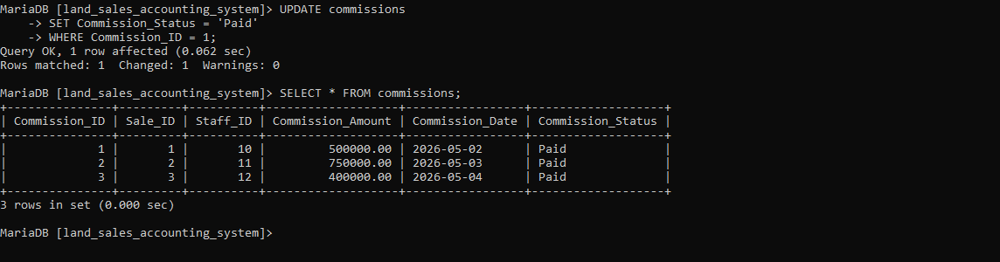 MariaDB [land_sales_accounting_system]> UPDATE commissions
    -> SET Commission_Status = 'Paid'
    -> WHERE Commission_ID = 1;
Query OK, 1 row affected (0.062 sec)
Rows matched: 1  Changed: 1  Warnings: 0
MariaDB [land_sales_accounting_system]> SELECT * FROM commissions;
+---------------+---------+----------+-------------------+-----------------+-------------------+
| Commission_ID | Sale_ID | Staff_ID | Commission_Amount | Commission_Date | Commission_Status |
+---------------+---------+----------+-------------------+-----------------+-------------------+
|             1 |       1 |       10 |         500000.00 | 2026-05-02      | Paid              |
|             2 |       2 |       11 |         750000.00 | 2026-05-03      | Paid              |
|             3 |       3 |       12 |         400000.00 | 2026-05-04      | Paid              |
+---------------+---------+----------+-------------------+-----------------+-------------------+
3 rows in set (0.000 sec)
MariaDB [land_sales_accounting_system]>